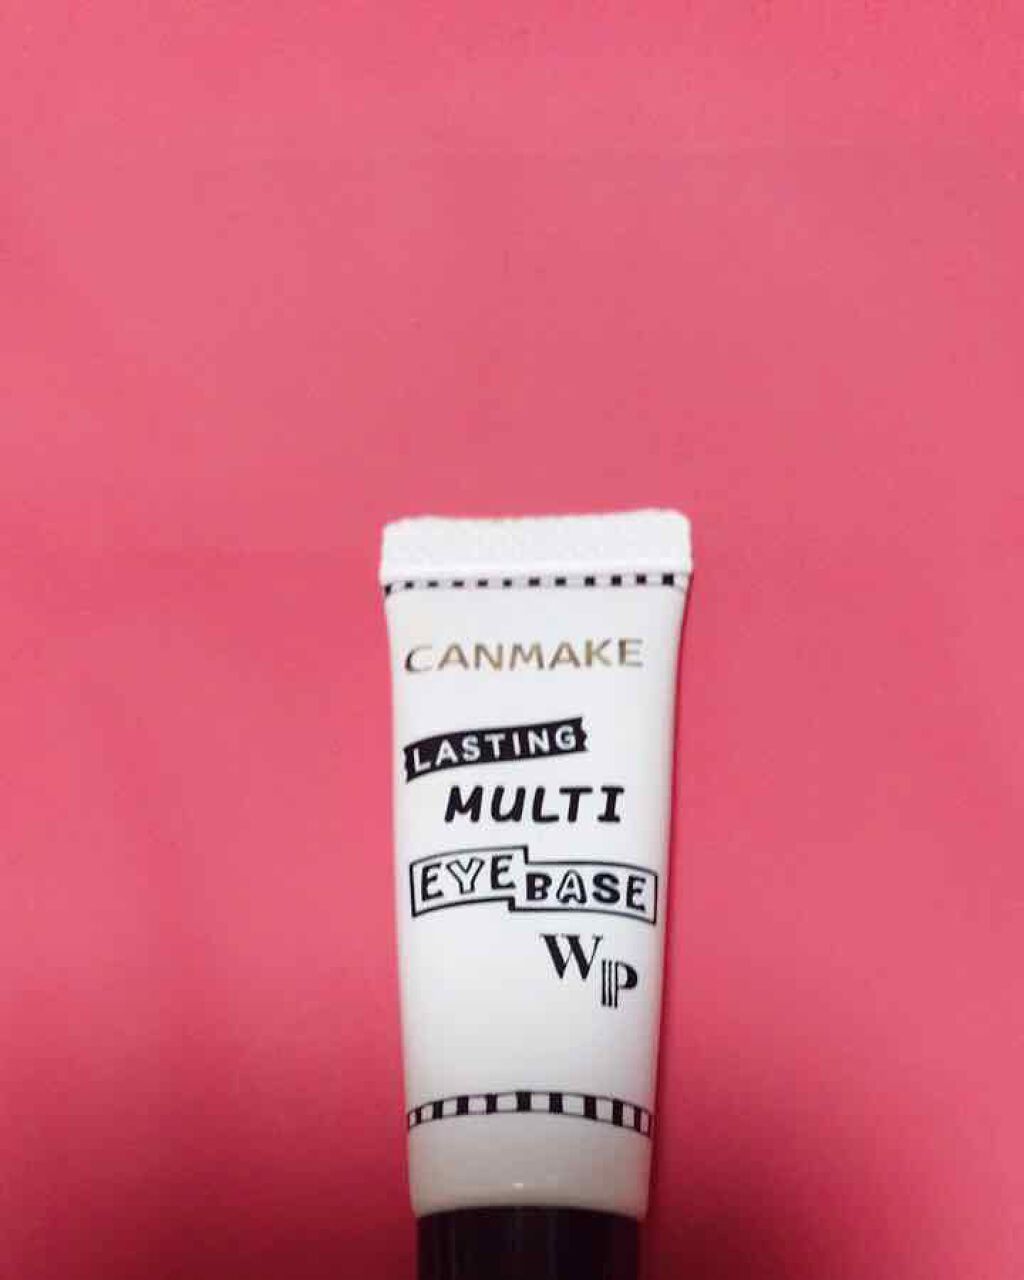 CANMAKE
LASTING
MULTI
EYE BASE
WP